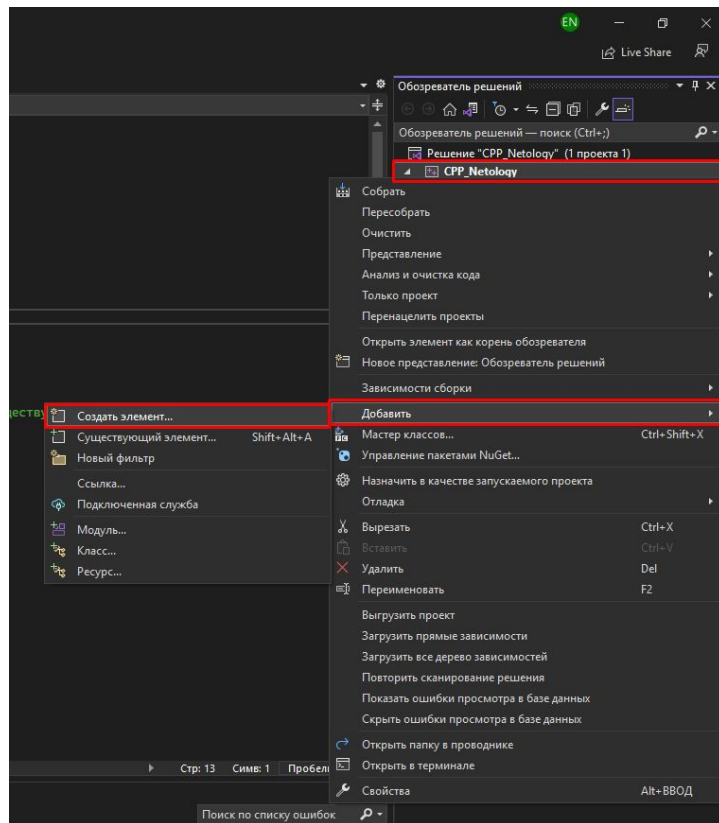 EN
Live Share
Обозреватель решений
Обозреватель решений — поиск (Ctrl+;)
Решение "CPP_Netology" (1 проекта 1)
CPP_Netology
Собрать
Пересобрать
Очистить
Представление
Анализ и очистка кода
Только проект
Перенацелить проекты
Открыть элемент как корень обозревателя
Новое представление: Обозреватель решений
Зависимости сборки
Добавить
Мастер классов... Ctrl+Shift+X
Управление пакетами NuGet...
Назначить в качестве запускаемого проекта
Отладка
Вырезать Ctrl+X
Вставить Ctrl+V
Удалить Del
Переименовать F2
Выгрузить проект
Загрузить прямые зависимости
Загрузить все дерево зависимостей
Повторить сканирование решения
Показать ошибки просмотра в базе данных
Скрыть ошибки просмотра в базе данных
Открыть папку в проводнике
Открыть в терминале
Свойства Alt+ВВОД
Создать элемент...
Существующий элемент... Shift+Alt+A
Новый фильтр
Ссылка...
Подключенная служба
Модуль...
Класс...
Ресурс...
Стр: 13 Симв: 1 Пробел
Поиск по списку ошибок